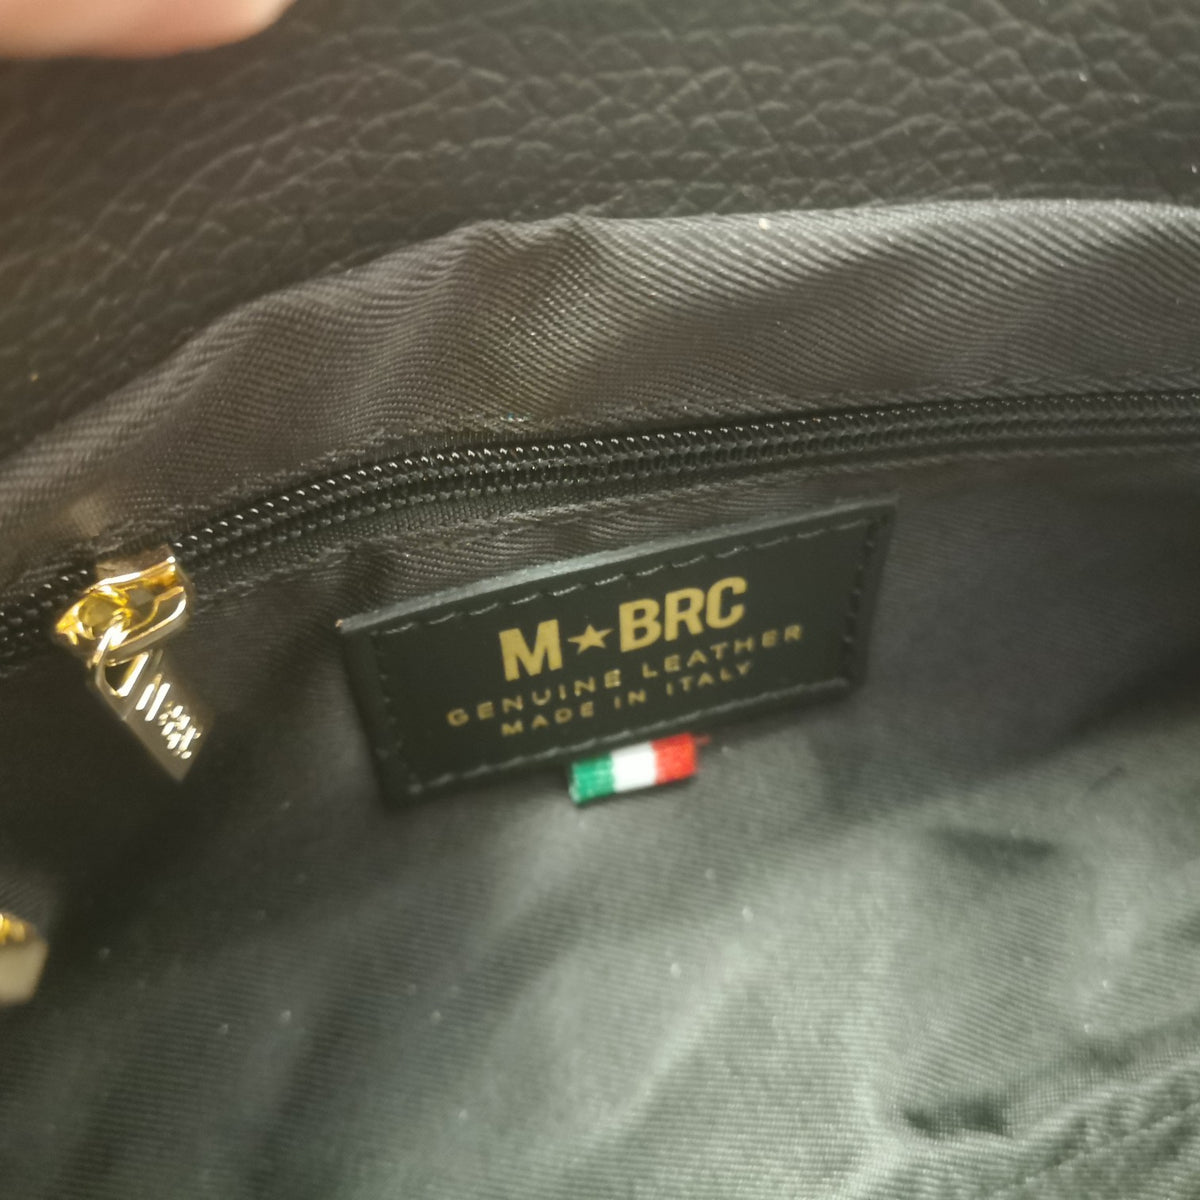 M★BRC
GENUINE LEATHER
MADE IN ITALY